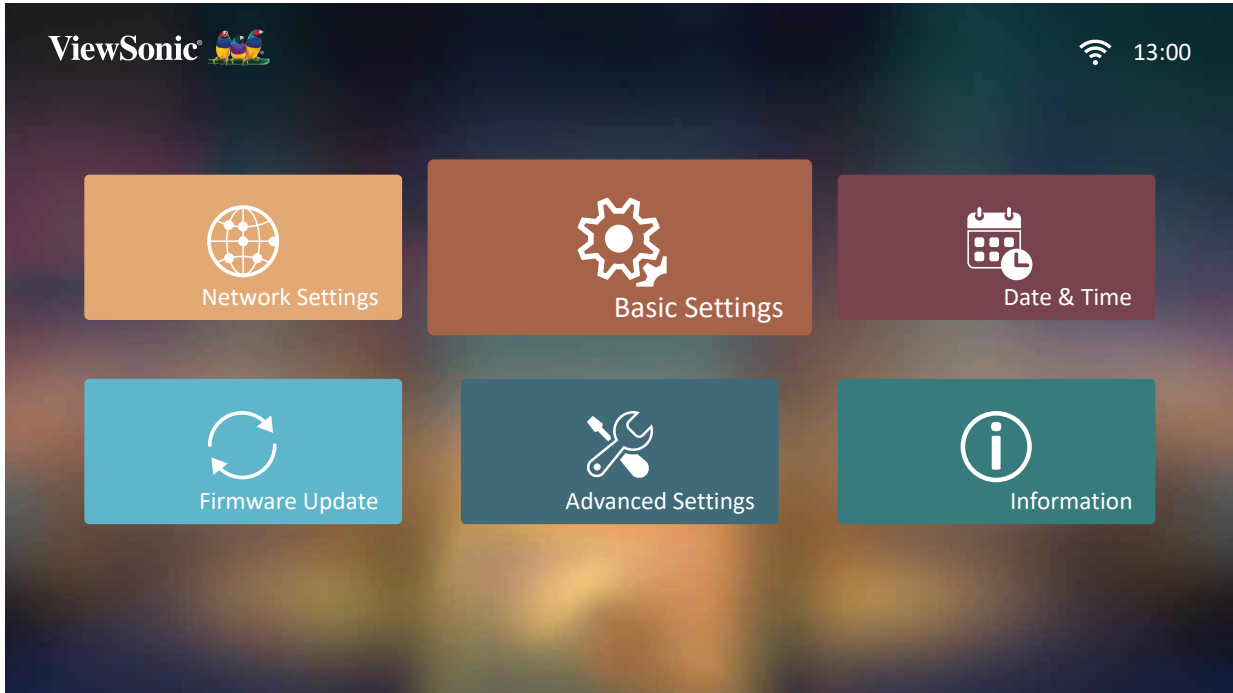 ViewSonic®
13:00
Network Settings
Basic Settings
Date & Time
Firmware Update
Advanced Settings
Information